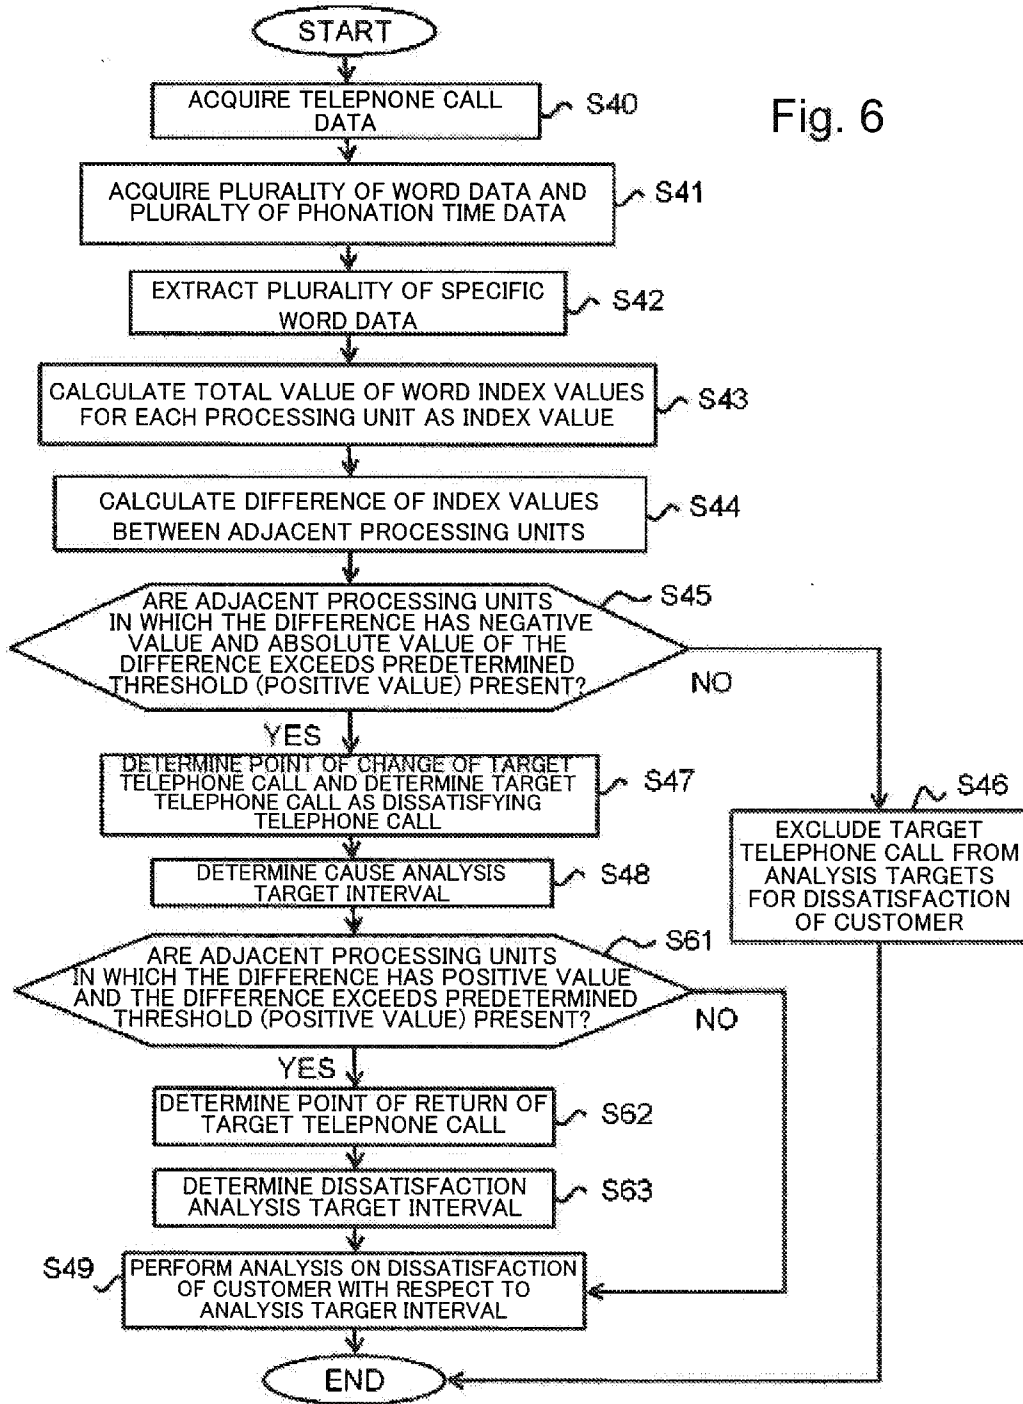 START
ACQUIRE TELEPNONE CALL
DATA
S40
Fig. 6
ACQUIRE PLURALITY OF WORD DATA AND
PLURALTY OF PHONATION TIME DATA
S41
EXTRACT PLURALITY OF SPECIFIC
WORD DATA
S42
CALCULATE TOTAL VALUE OF WORD INDEX VALUES
FOR EACH PROCESSING UNIT AS INDEX VALUE
S43
CALCULATE DIFFERENCE OF INDEX VALUES
BETWEEN ADJACENT PROCESSING UNITS
S44
ARE ADJACENT PROCESSING UNITS
IN WHICH THE DIFFERENCE HAS NEGATIVE
VALUE AND ABSOLUTE VALUE OF THE
DIFFERENCE EXCEEDS PREDETERMINED
THRESHOLD (POSITIVE VALUE) PRESENT?
S45
NO
YES
DETERMINE POINT OF CHANGE OF TARGET
TELEPHONE CALL AND DETERMINE TARGET
TELEPHONE CALL AS DISSATISFYING
TELEPHONE CALL
S47
S46
EXCLUDE TARGET
TELEPHONE CALL FROM
ANALYSIS TARGETS
FOR DISSATISFACTION
OF CUSTOMER
DETERMINE CAUSE ANALYSIS
TARGET INTERVAL
S48
ARE ADJACENT PROCESSING UNITS
IN WHICH THE DIFFERENCE HAS POSITIVE VALUE
AND THE DIFFERENCE EXCEEDS PREDETERMINED
THRESHOLD (POSITIVE VALUE) PRESENT?
S61
NO
YES
DETERMINE POINT OF RETURN OF
TARGET TELEPHONE CALL
S62
DETERMINE DISSATISFACTION
ANALYSIS TARGET INTERVAL
S63
S49
PERFORM ANALYSIS ON DISSATISFACTION
OF CUSTOMER WITH RESPECT TO
ANALYSIS TARGER INTERVAL
END